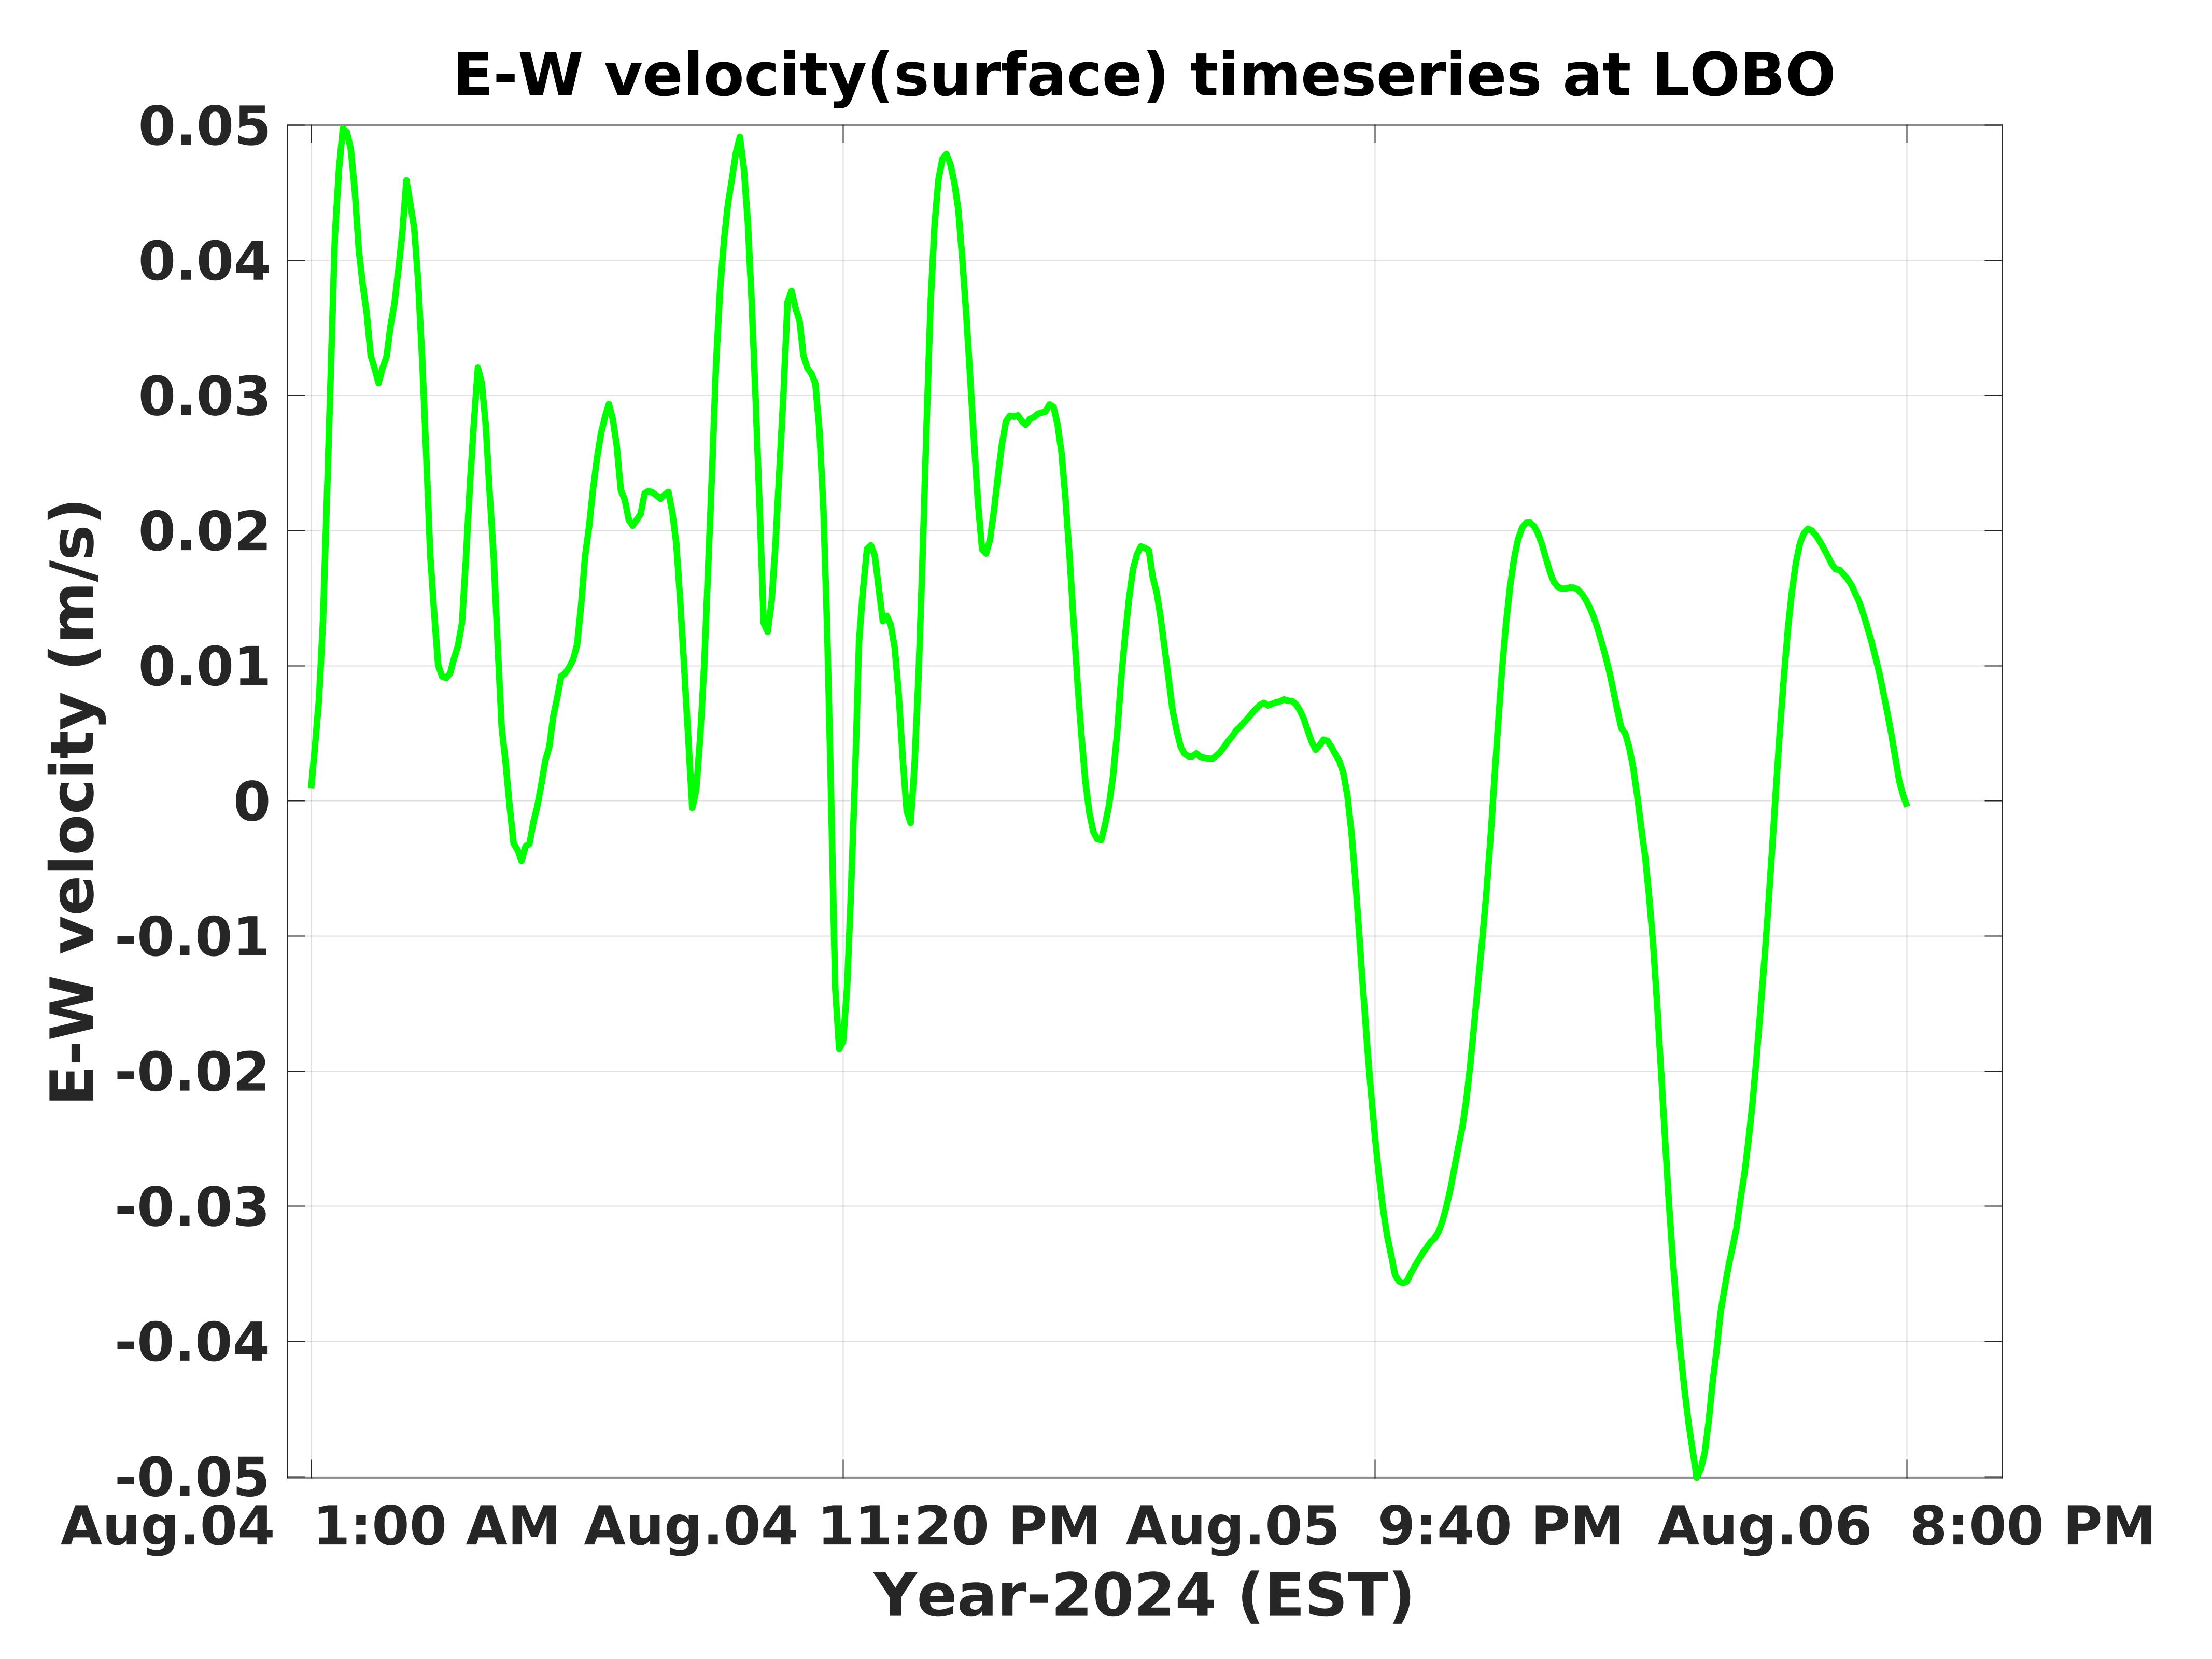 E-W velocity(surface) timeseries at LOBO
0.05
0.04
0.03
0.02
0.01
0
-0.01
-0.02
-0.03
-0.04
-0.05
E-W velocity (m/s)
Aug.04 1:00 AM Aug.04 11:20 PM Aug.05 9:40 PM Aug.06 8:00 PM
Year-2024 (EST)